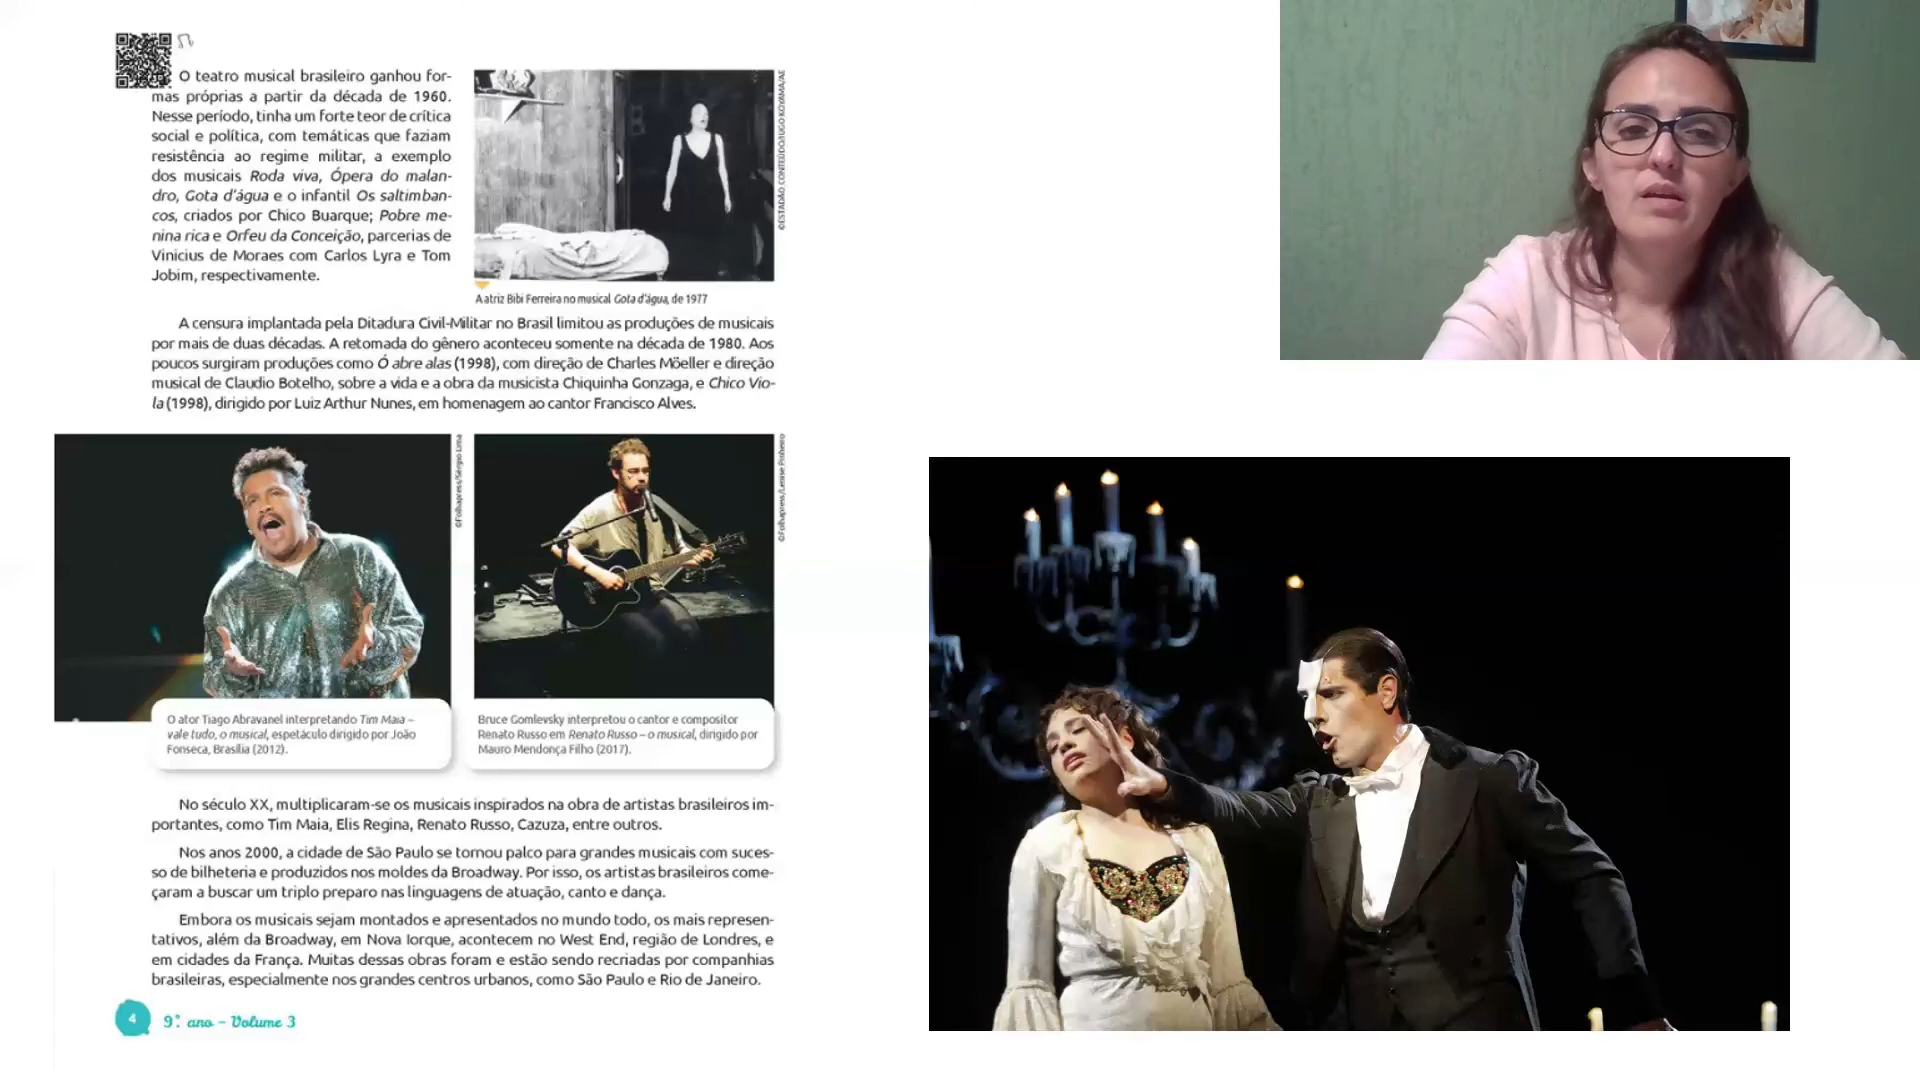 O teatro musical brasileiro ganhou for-
mas próprias a partir da década de 1960.
Nesse período, tinha um forte teor de crítica
social e política, com temáticas que faziam
resistência ao regime militar, a exemplo
dos musicais Roda viva, Ópera do malan-
dro, Gota d'água e o infantil Os saltimban-
cos, criados por Chico Buarque; Pobre me-
nina rica e Orfeu da Conceição, parcerias de
Vinicius de Moraes com Carlos Lyra e Tom
Jobim, respectivamente.
©ESTADÃO CONTEÚDO/JUGO KOYAMA/AE
A atriz Bibi Ferreira no musical Gota d'água, de 1977
A censura implantada pela Ditadura Civil-Militar no Brasil limitou as produções de musicais
por mais de duas décadas. A retomada do gênero aconteceu somente na década de 1980. Aos
poucos surgiram produções como Ó abre alas (1998), com direção de Charles Möeller e direção
musical de Claudio Botelho, sobre a vida e a obra da musicista Chiquinha Gonzaga, e Chico Vio-
la (1998), dirigido por Luiz Arthur Nunes, em homenagem ao cantor Francisco Alves.
©Folhapress/Sérgio Lima
©Folhapress/Lenise Pinheiro
O ator Tiago Abravanel interpretando Tim Maia –
vale tudo, o musical, espetáculo dirigido por João
Fonseca, Brasília (2012).
Bruce Gomlevsky interpretou o cantor e compositor
Renato Russo em Renato Russo – o musical, dirigido por
Mauro Mendonça Filho (2017).
No século XX, multiplicaram-se os musicais inspirados na obra de artistas brasileiros im-
portantes, como Tim Maia, Elis Regina, Renato Russo, Cazuza, entre outros.
Nos anos 2000, a cidade de São Paulo se tornou palco para grandes musicais com suces-
so de bilheteria e produzidos nos moldes da Broadway. Por isso, os artistas brasileiros come-
çaram a buscar um triplo preparo nas linguagens de atuação, canto e dança.
Embora os musicais sejam montados e apresentados no mundo todo, os mais represen-
tativos, além da Broadway, em Nova Iorque, acontecem no West End, região de Londres, e
em cidades da França. Muitas dessas obras foram e estão sendo recriadas por companhias
brasileiras, especialmente nos grandes centros urbanos, como São Paulo e Rio de Janeiro.
4
9º. ano – Volume 3